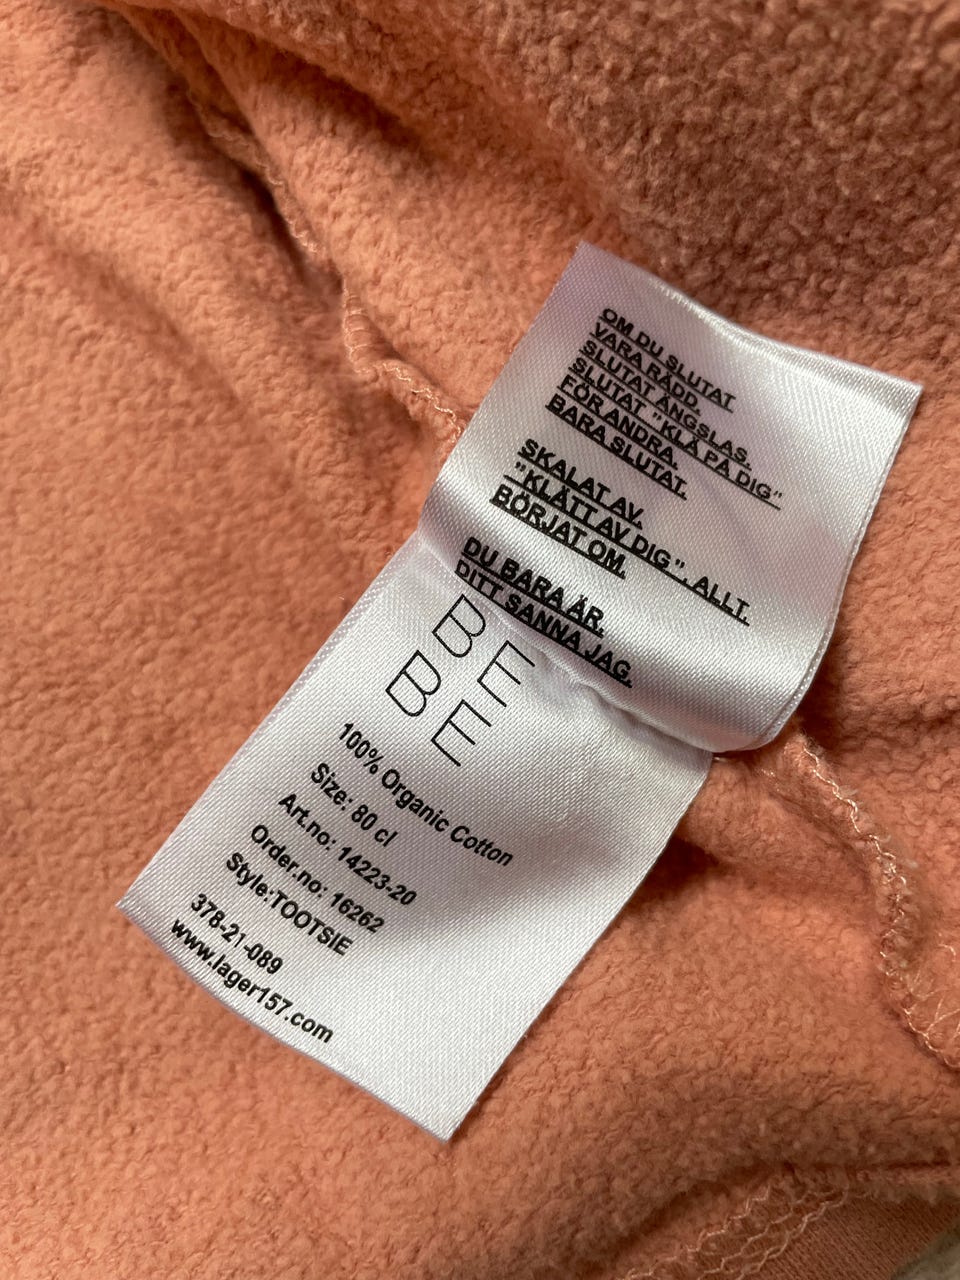 OM DU SLUTAT
VARA RÄDD.
SLUTAT ÄNGSLAS.
SLUTAT "KLÄ PÅ DIG"
FÖR ANDRA.
BARA SLUTAT.
SKALAT AV.
"KLÄTT AV DIG". ALLT.
BÖRJAT OM.
DU BARA ÄR.
DITT SANNA JAG.
BE
BE
100% Organic Cotton
Size: 80 cl
Art.no: 14223-20
Order.no: 16262
Style:TOOTSIE
378-21-089
www.lager157.com